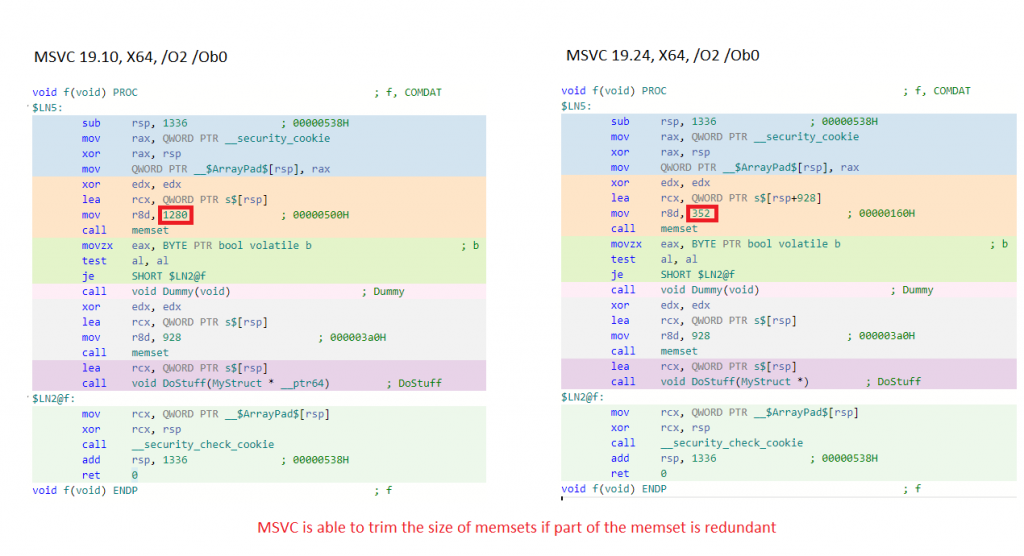 MSVC 19.10, X64, /O2 /Ob0
void f(void) PROC ; f, COMDAT
$LN5:
sub rsp, 1336 ; 00000538H
mov rax, QWORD PTR __security_cookie
xor rax, rsp
mov QWORD PTR __$ArrayPad$[rsp], rax
xor edx, edx
lea rcx, QWORD PTR s$[rsp]
mov r8d, 1280 ; 00000500H
call memset
movzx eax, BYTE PTR bool volatile b ; b
test al, al
je SHORT $LN2@f
call void Dummy(void) ; Dummy
xor edx, edx
lea rcx, QWORD PTR s$[rsp]
mov r8d, 928 ; 000003a0H
call memset
lea rcx, QWORD PTR s$[rsp]
call void DoStuff(MyStruct * __ptr64) ; DoStuff
$LN2@f:
mov rcx, QWORD PTR __$ArrayPad$[rsp]
xor rcx, rsp
call __security_check_cookie
add rsp, 1336 ; 00000538H
ret 0
void f(void) ENDP ; f
MSVC 19.24, X64, /O2 /Ob0
void f(void) PROC ; f, COMDAT
$LN5:
sub rsp, 1336 ; 00000538H
mov rax, QWORD PTR __security_cookie
xor rax, rsp
mov QWORD PTR __$ArrayPad$[rsp], rax
xor edx, edx
lea rcx, QWORD PTR s$[rsp+928]
mov r8d, 352 ; 00000160H
call memset
movzx eax, BYTE PTR bool volatile b ; b
test al, al
je SHORT $LN2@f
call void Dummy(void) ; Dummy
xor edx, edx
lea rcx, QWORD PTR s$[rsp]
mov r8d, 928 ; 000003a0H
call memset
lea rcx, QWORD PTR s$[rsp]
call void DoStuff(MyStruct *) ; DoStuff
$LN2@f:
mov rcx, QWORD PTR __$ArrayPad$[rsp]
xor rcx, rsp
call __security_check_cookie
add rsp, 1336 ; 00000538H
ret 0
void f(void) ENDP ; f
MSVC is able to trim the size of memsets if part of the memset is redundant